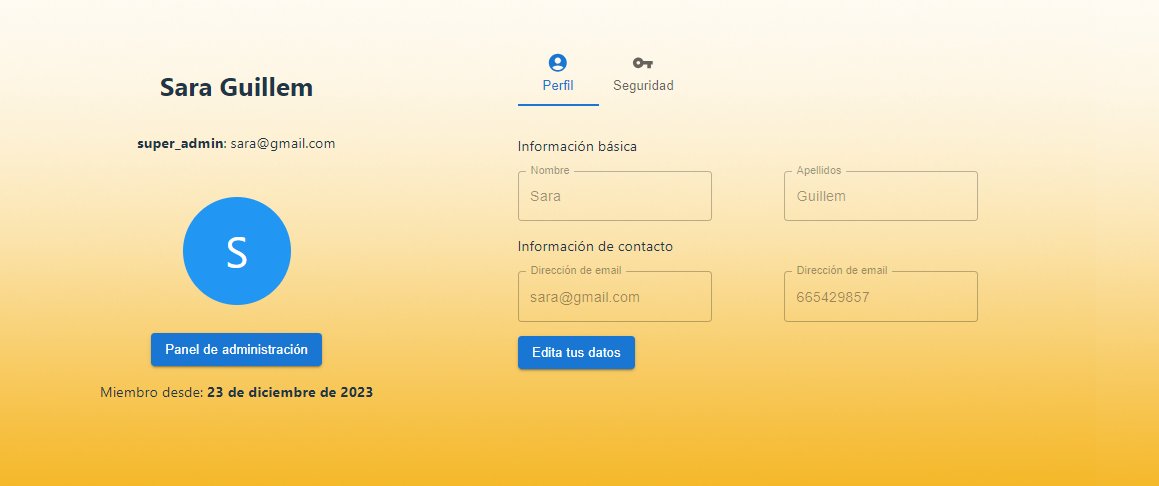 Sara Guillem
super_admin: sara@gmail.com
S
Panel de administración
Miembro desde: 23 de diciembre de 2023
Perfil
Seguridad
Información básica
Nombre
Sara
Apellidos
Guillem
Información de contacto
Dirección de email
sara@gmail.com
Dirección de email
665429857
Edita tus datos